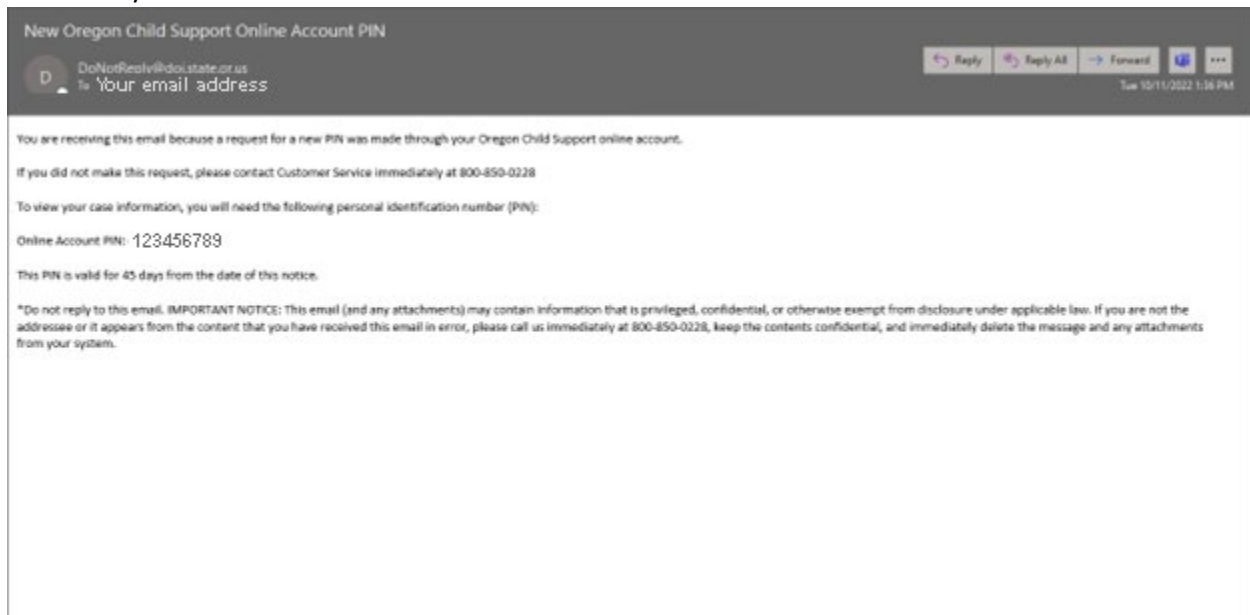 New Oregon Child Support Online Account PIN
D
DoNotReply@doj.state.or.us
To Your email address
Reply Reply All Forward
Tue 10/11/2022 1:36 PM
You are receiving this email because a request for a new PIN was made through your Oregon Child Support online account.
If you did not make this request, please contact Customer Service immediately at 800-850-0228
To view your case information, you will need the following personal identification number (PIN):
Online Account PIN: 123456789
This PIN is valid for 45 days from the date of this notice.
*Do not reply to this email. IMPORTANT NOTICE: This email (and any attachments) may contain information that is privileged, confidential, or otherwise exempt from disclosure under applicable law. If you are not the
addressee or it appears from the content that you have received this email in error, please call us immediately at 800-850-0228, keep the contents confidential, and immediately delete the message and any attachments
from your system.